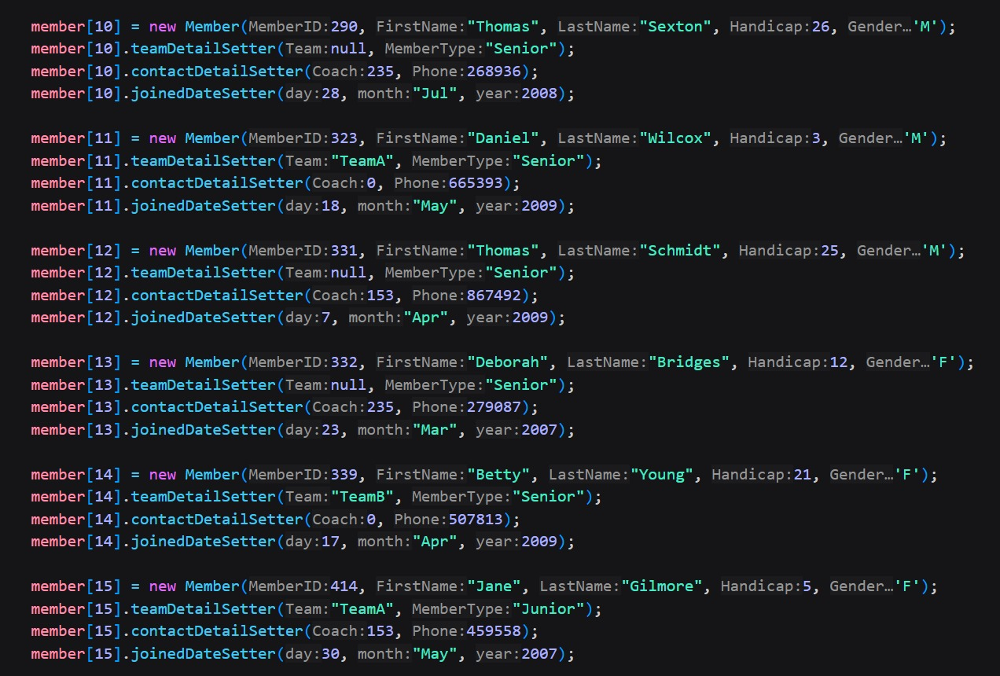 member[10] = new Member(MemberID:290, FirstName:"Thomas", LastName:"Sexton", Handicap:26, Gender…'M');
member[10].teamDetailSetter(Team:null, MemberType:"Senior");
member[10].contactDetailSetter(Coach:235, Phone:268936);
member[10].joinedDateSetter(day:28, month:"Jul", year:2008);
member[11] = new Member(MemberID:323, FirstName:"Daniel", LastName:"Wilcox", Handicap:3, Gender…'M');
member[11].teamDetailSetter(Team:"TeamA", MemberType:"Senior");
member[11].contactDetailSetter(Coach:0, Phone:665393);
member[11].joinedDateSetter(day:18, month:"May", year:2009);
member[12] = new Member(MemberID:331, FirstName:"Thomas", LastName:"Schmidt", Handicap:25, Gender…'M');
member[12].teamDetailSetter(Team:null, MemberType:"Senior");
member[12].contactDetailSetter(Coach:153, Phone:867492);
member[12].joinedDateSetter(day:7, month:"Apr", year:2009);
member[13] = new Member(MemberID:332, FirstName:"Deborah", LastName:"Bridges", Handicap:12, Gender…'F');
member[13].teamDetailSetter(Team:null, MemberType:"Senior");
member[13].contactDetailSetter(Coach:235, Phone:279087);
member[13].joinedDateSetter(day:23, month:"Mar", year:2007);
member[14] = new Member(MemberID:339, FirstName:"Betty", LastName:"Young", Handicap:21, Gender…'F');
member[14].teamDetailSetter(Team:"TeamB", MemberType:"Senior");
member[14].contactDetailSetter(Coach:0, Phone:507813);
member[14].joinedDateSetter(day:17, month:"Apr", year:2009);
member[15] = new Member(MemberID:414, FirstName:"Jane", LastName:"Gilmore", Handicap:5, Gender…'F');
member[15].teamDetailSetter(Team:"TeamA", MemberType:"Junior");
member[15].contactDetailSetter(Coach:153, Phone:459558);
member[15].joinedDateSetter(day:30, month:"May", year:2007);